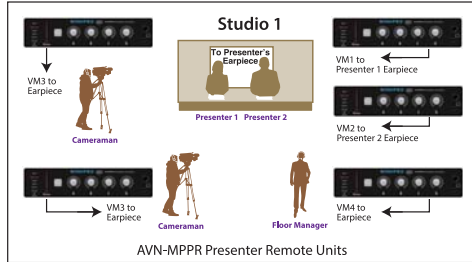 Studio 1
To Presenter's
Earpiece
Presenter 1 Presenter 2
VM3 to
Earpiece
Cameraman
VM1 to
Presenter 1 Earpiece
VM2 to
Presenter 2 Earpiece
VM3 to
Earpiece
Cameraman
Floor Manager
VM4 to
Earpiece
AVN-MPPR Presenter Remote Units